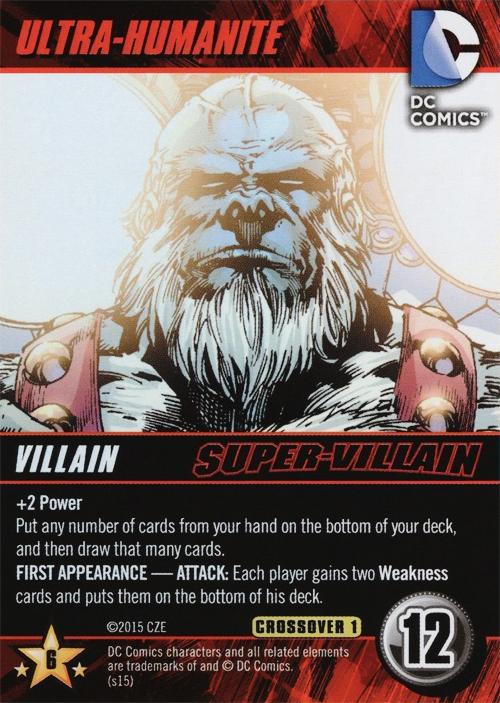 ULTRA-HUMANITE
DC
DC
COMICS™
VILLAIN
SUPER-VILLAIN
+2 Power
Put any number of cards from your hand on the bottom of your deck,
and then draw that many cards.
FIRST APPEARANCE — ATTACK: Each player gains two Weakness
cards and puts them on the bottom of his deck.
©2015 CZE
CROSSOVER 1
6
DC Comics characters and all related elements
are trademarks of and © DC Comics.
(s15)
12